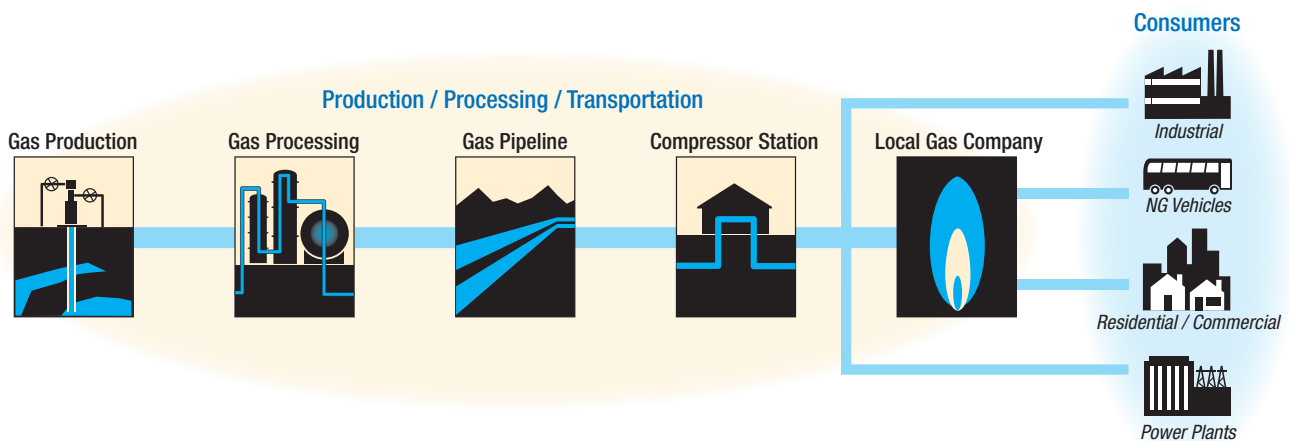 Consumers
Production / Processing / Transportation
Gas Production
Gas Processing
Gas Pipeline
Compressor Station
Local Gas Company
Industrial
NG Vehicles
Residential / Commercial
Power Plants